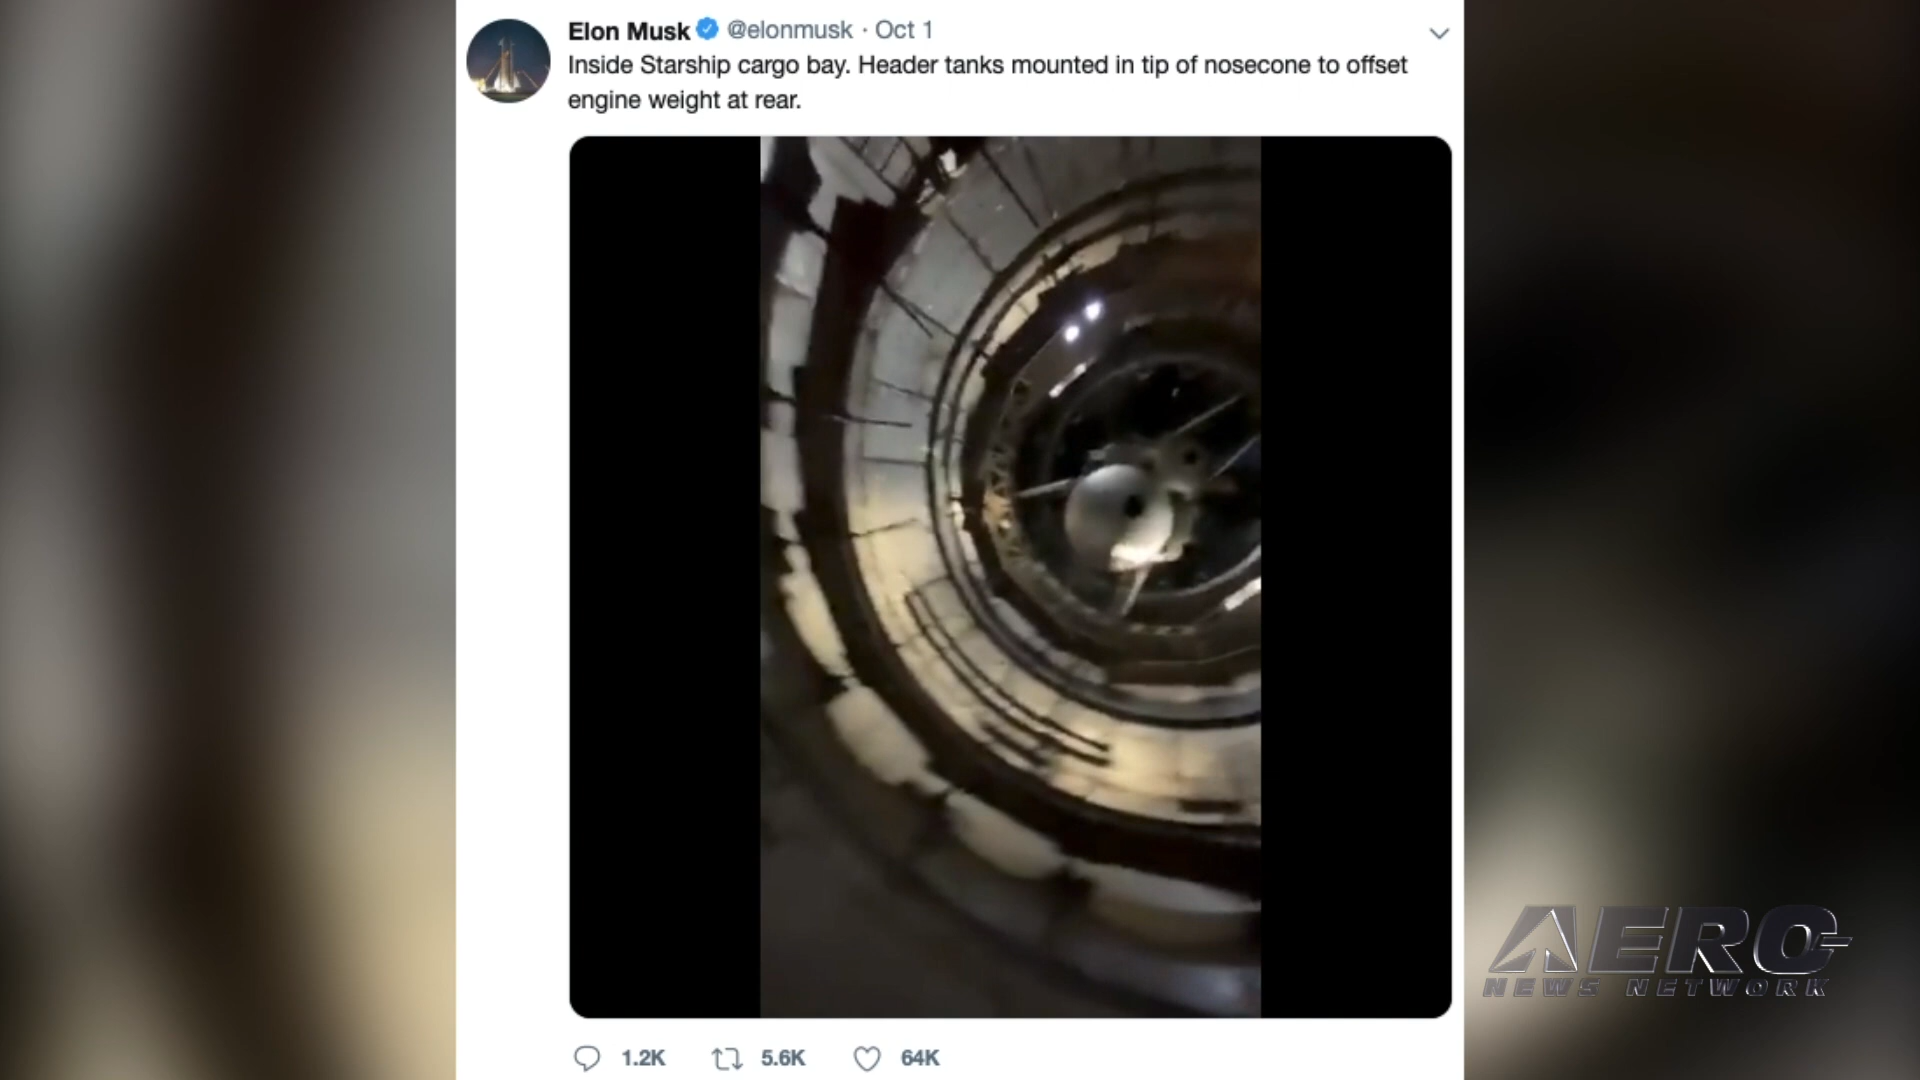 Elon Musk @elonmusk · Oct 1
Inside Starship cargo bay. Header tanks mounted in tip of nosecone to offset
engine weight at rear.
1.2K 5.6K 64K
AERO
NEWS NETWORK